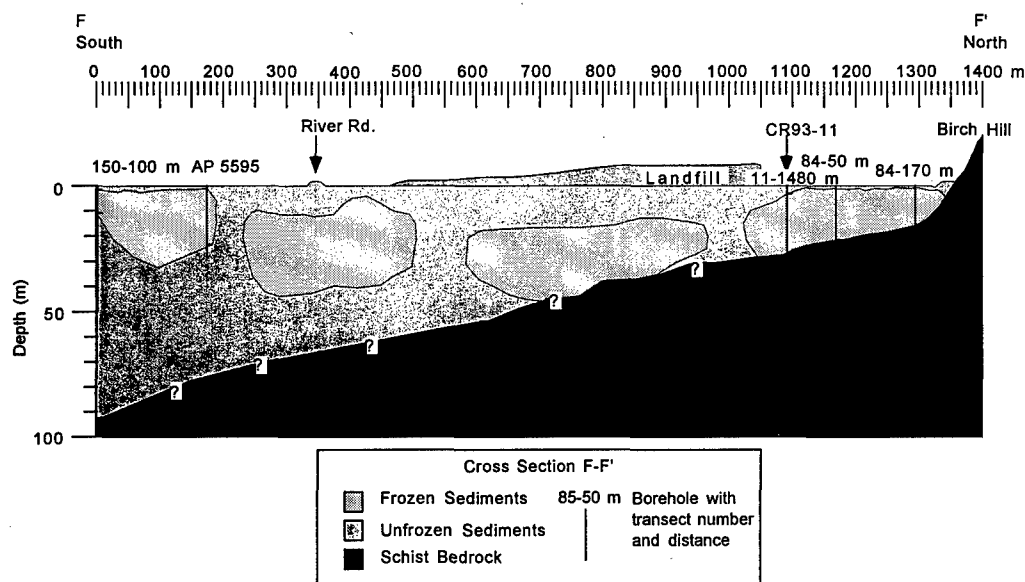 F F'
South North
0 100 200 300 400 500 600 700 800 900 1000 1200 1300 1400 m
River Rd. CR93-11 Birch Hill
150-100 m AP 5595 84-50 m 84-170 m
Landfill 11-1480 m
0
50
100
Depth (m)
? ? ? ? ?
Cross Section F-F'
Frozen Sediments 85-50 m Borehole with
transect number
and distance
Unfrozen Sediments
Schist Bedrock